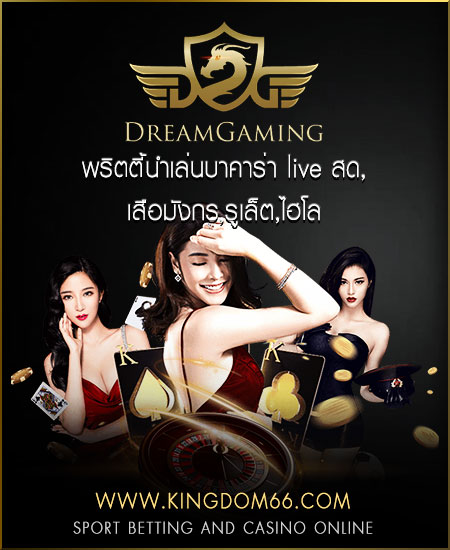 DG
DREAMGAMING
พริตตี้นำเล่นบาคาร่า live สด,
เสือมังกร,รูเล็ต,ไฮโล
K
K
WWW.KINGDOM66.COM
SPORT BETTING AND CASINO ONLINE